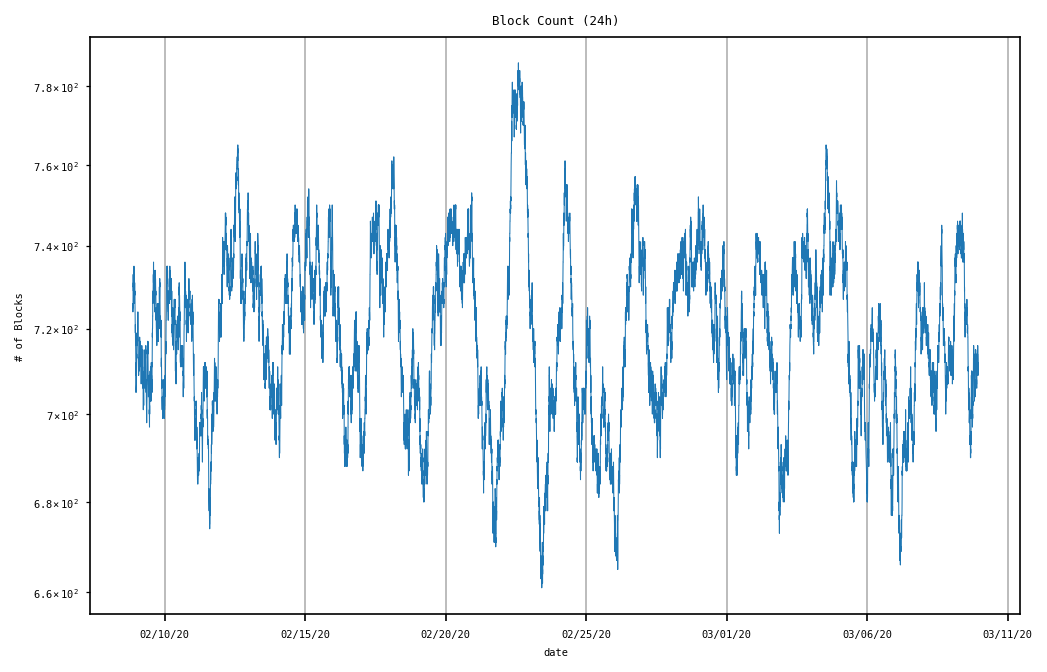 Block Count (24h)
7.8×10²
7.6×10²
7.4×10²
7.2×10²
7×10²
6.8×10²
6.6×10²
# of Blocks
02/10/20 02/15/20 02/20/20 02/25/20 03/01/20 03/06/20 03/11/20
date